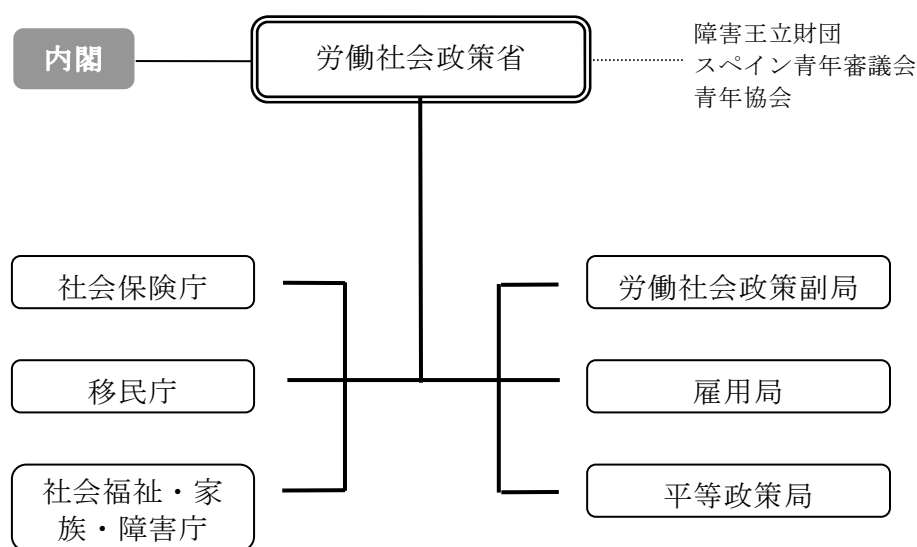 内閣
労働社会政策省
障害王立財団
スペイン青年審議会
青年協会
社会保険庁
労働社会政策副局
移民庁
雇用局
社会福祉・家
族・障害庁
平等政策局